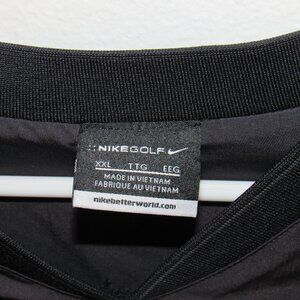 NIKEGOLF
XXL TTG EEG
MADE IN VIETNAM
FABRIQUE AU VIETNAM
nikebetterworld.com